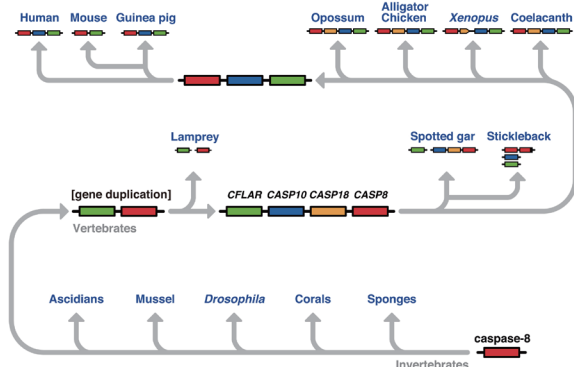 Human Mouse Guinea pig Opossum Alligator Chicken Xenopus Coelacanth
Lamprey Spotted gar Stickleback
[gene duplication] CFLAR CASP10 CASP18 CASP8
Vertebrates
Ascidians Mussel Drosophila Corals Sponges
caspase-8
Invertebrates